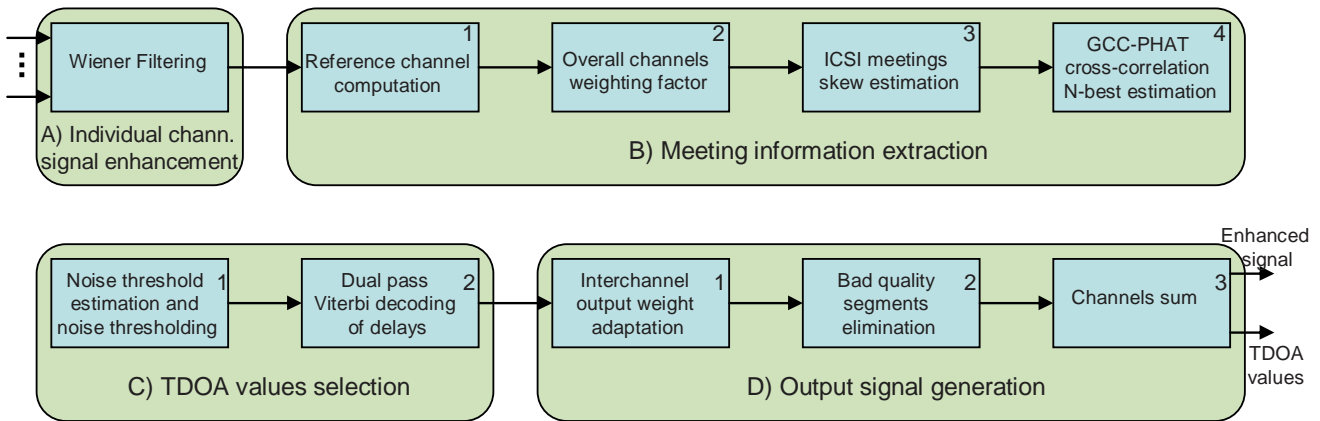 Wiener Filtering
A) Individual chann.
signal enhancement
1
Reference channel
computation
2
Overall channels
weighting factor
3
ICSI meetings
skew estimation
4
GCC-PHAT
cross-correlation
N-best estimation
B) Meeting information extraction
1
Noise threshold
estimation and
noise thresholding
2
Dual pass
Viterbi decoding
of delays
C) TDOA values selection
1
Interchannel
output weight
adaptation
2
Bad quality
segments
elimination
3
Channels sum
D) Output signal generation
Enhanced
signal
TDOA
values